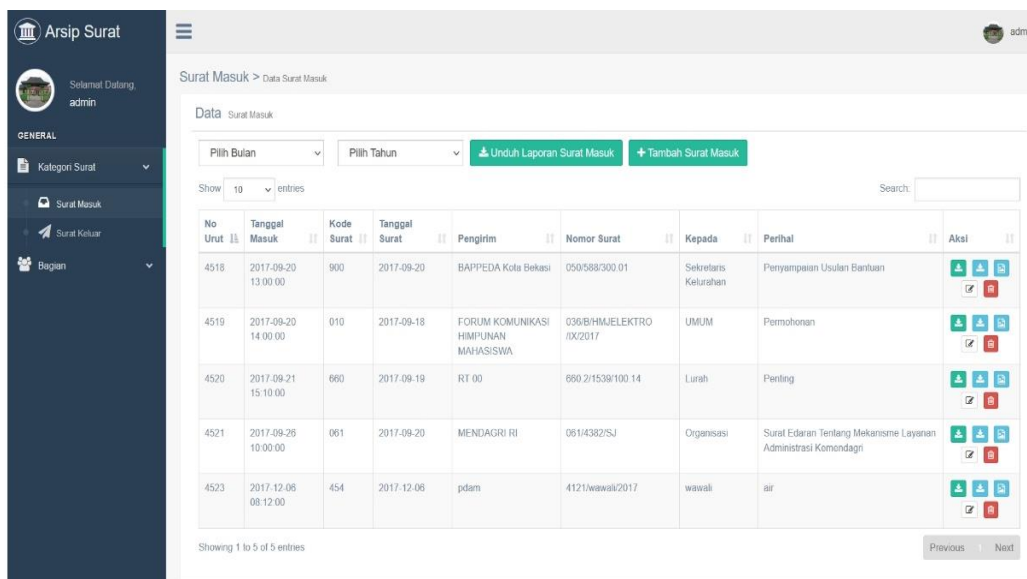 Arsip Surat
adm
Selamat Datang,
admin
GENERAL
Kategori Surat
Surat Masuk
Surat Keluar
Bagian
Surat Masuk > Data Surat Masuk
Data Surat Masuk
Pilih Bulan Pilih Tahun Unduh Laporan Surat Masuk + Tambah Surat Masuk
Show 10 entries Search:
No Urut Tanggal Masuk Kode Surat Tanggal Surat Pengirim Nomor Surat Kepada Perihal Aksi
4518 2017-09-20 13:00:00 900 2017-09-20 BAPPEDA Kota Bekasi 050/588/300.01 Sekretaris Kelurahan Penyampaian Usulan Bantuan
4519 2017-09-20 14:00:00 010 2017-09-18 FORUM KOMUNIKASI HIMPUNAN MAHASISWA 036/B/HMJELEKTRO /IX/2017 UMUM Permohonan
4520 2017-09-21 15:10:00 660 2017-09-19 RT 00 660.2/1539/100.14 Lurah Penting
4521 2017-09-26 10:00:00 061 2017-09-20 MENDAGRI RI 061/4382/SJ Organisasi Surat Edaran Tentang Mekanisme Layanan Administrasi Komendagri
4523 2017-12-06 08:12:00 454 2017-12-06 pdam 4121/wawali/2017 wawali air
Showing 1 to 5 of 5 entries
Previous 1 Next